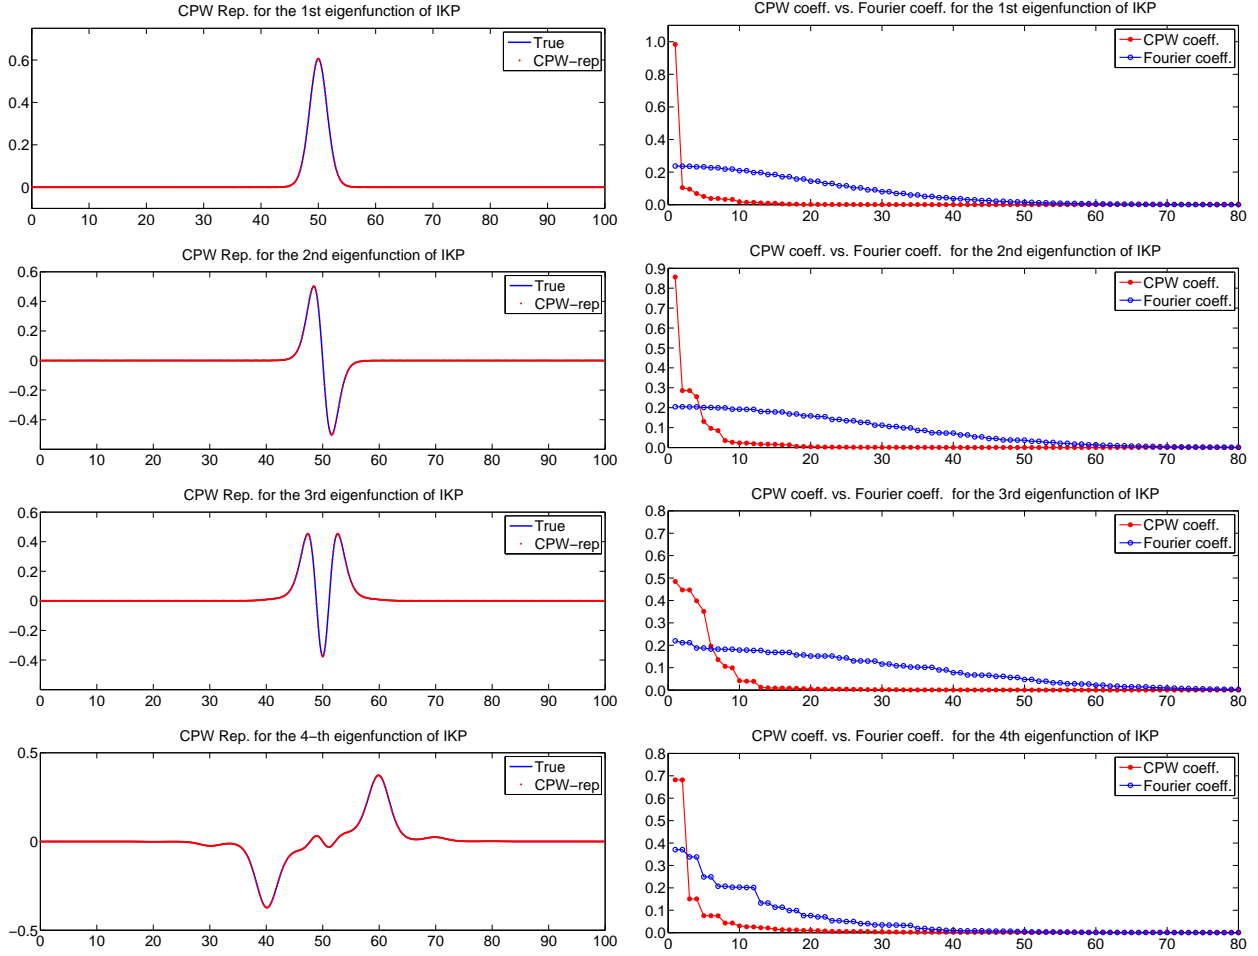 CPW Rep. for the 1st eigenfunction of IKP
True
CPW−rep
0.6
0.4
0.2
0
0 10 20 30 40 50 60 70 80 90 100
CPW coeff. vs. Fourier coeff. for the 1st eigenfunction of IKP
CPW coeff.
Fourier coeff.
1.0
0.8
0.6
0.4
0.2
0.0
0 10 20 30 40 50 60 70 80
CPW Rep. for the 2nd eigenfunction of IKP
True
CPW−rep
0.6
0.4
0.2
0
−0.2
−0.4
0 10 20 30 40 50 60 70 80 90 100
CPW coeff. vs. Fourier coeff. for the 2nd eigenfunction of IKP
CPW coeff.
Fourier coeff.
0.9
0.8
0.7
0.6
0.5
0.4
0.3
0.2
0.1
0.0
0 10 20 30 40 50 60 70 80
CPW Rep. for the 3rd eigenfunction of IKP
True
CPW−rep
0.6
0.4
0.2
0
−0.2
−0.4
0 10 20 30 40 50 60 70 80 90 100
CPW coeff. vs. Fourier coeff. for the 3rd eigenfunction of IKP
CPW coeff.
Fourier coeff.
0.8
0.7
0.6
0.5
0.4
0.3
0.2
0.1
0.0
0 10 20 30 40 50 60 70 80
CPW Rep. for the 4−th eigenfunction of IKP
True
CPW−rep
0.5
0
−0.5
0 10 20 30 40 50 60 70 80 90 100
CPW coeff. vs. Fourier coeff. for the 4th eigenfunction of IKP
CPW coeff.
Fourier coeff.
0.8
0.7
0.6
0.5
0.4
0.3
0.2
0.1
0.0
0 10 20 30 40 50 60 70 80